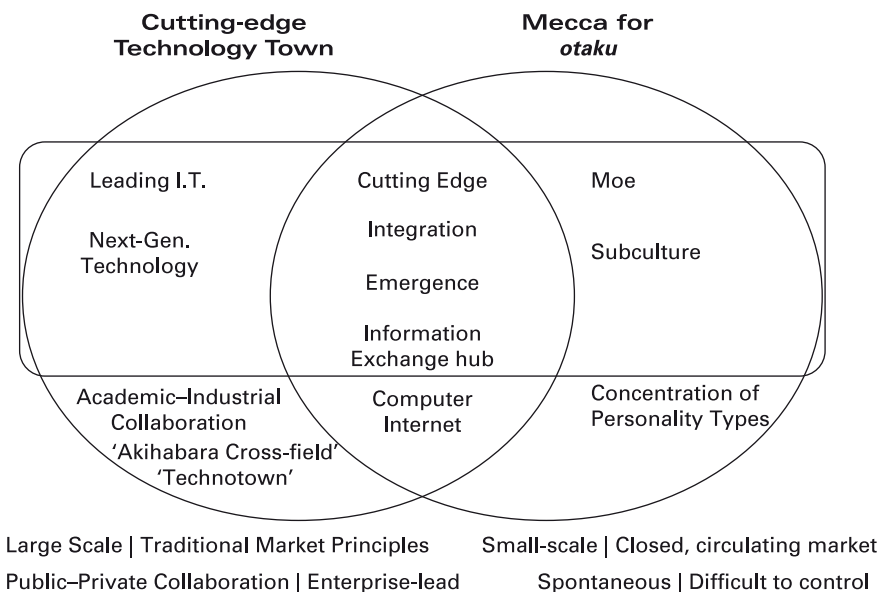 Cutting-edge
Technology Town
Mecca for
otaku
Leading I.T.
Cutting Edge
Moe
Next-Gen.
Technology
Integration
Subculture
Emergence
Information
Exchange hub
Academic–Industrial
Collaboration
'Akihabara Cross-field'
'Technotown'
Computer
Internet
Concentration of
Personality Types
Large Scale | Traditional Market Principles
Small-scale | Closed, circulating market
Public–Private Collaboration | Enterprise-lead
Spontaneous | Difficult to control